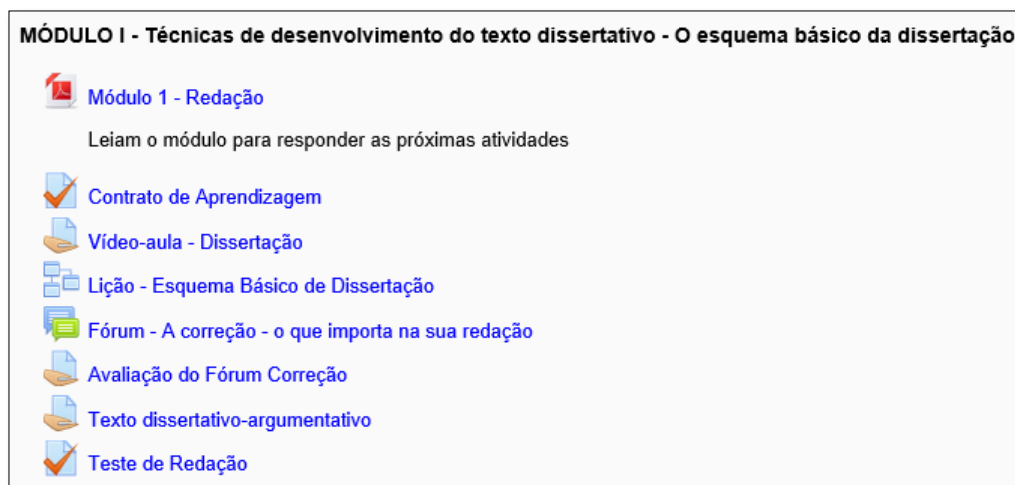 MÓDULO I - Técnicas de desenvolvimento do texto dissertativo - O esquema básico da dissertação
Módulo 1 - Redação
Leiam o módulo para responder as próximas atividades
Contrato de Aprendizagem
Vídeo-aula - Dissertação
Lição - Esquema Básico de Dissertação
Fórum - A correção - o que importa na sua redação
Avaliação do Fórum Correção
Texto dissertativo-argumentativo
Teste de Redação